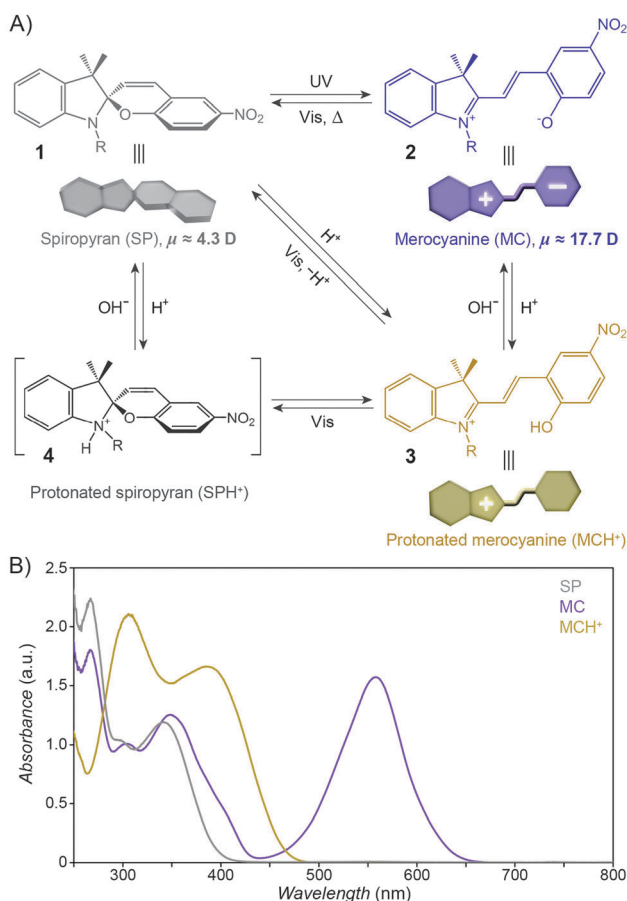 A)
UV
Vis, Δ
NO₂
N
O
R
1
|||
Spiropyran (SP), μ ≈ 4.3 D
NO₂
N⁺
⁻O
R
2
|||
+
−
Merocyanine (MC), μ ≈ 17.7 D
H⁺
Vis, −H⁺
OH⁻
H⁺
OH⁻
H⁺
N⁺
H
R
O
NO₂
4
Protonated spiropyran (SPH⁺)
Vis
NO₂
N⁺
HO
R
3
|||
+
Protonated merocyanine (MCH⁺)
B)
2.5
2.0
1.5
1.0
0.5
0
Absorbance (a.u.)
SP
MC
MCH⁺
300
400
500
600
700
800
Wavelength (nm)